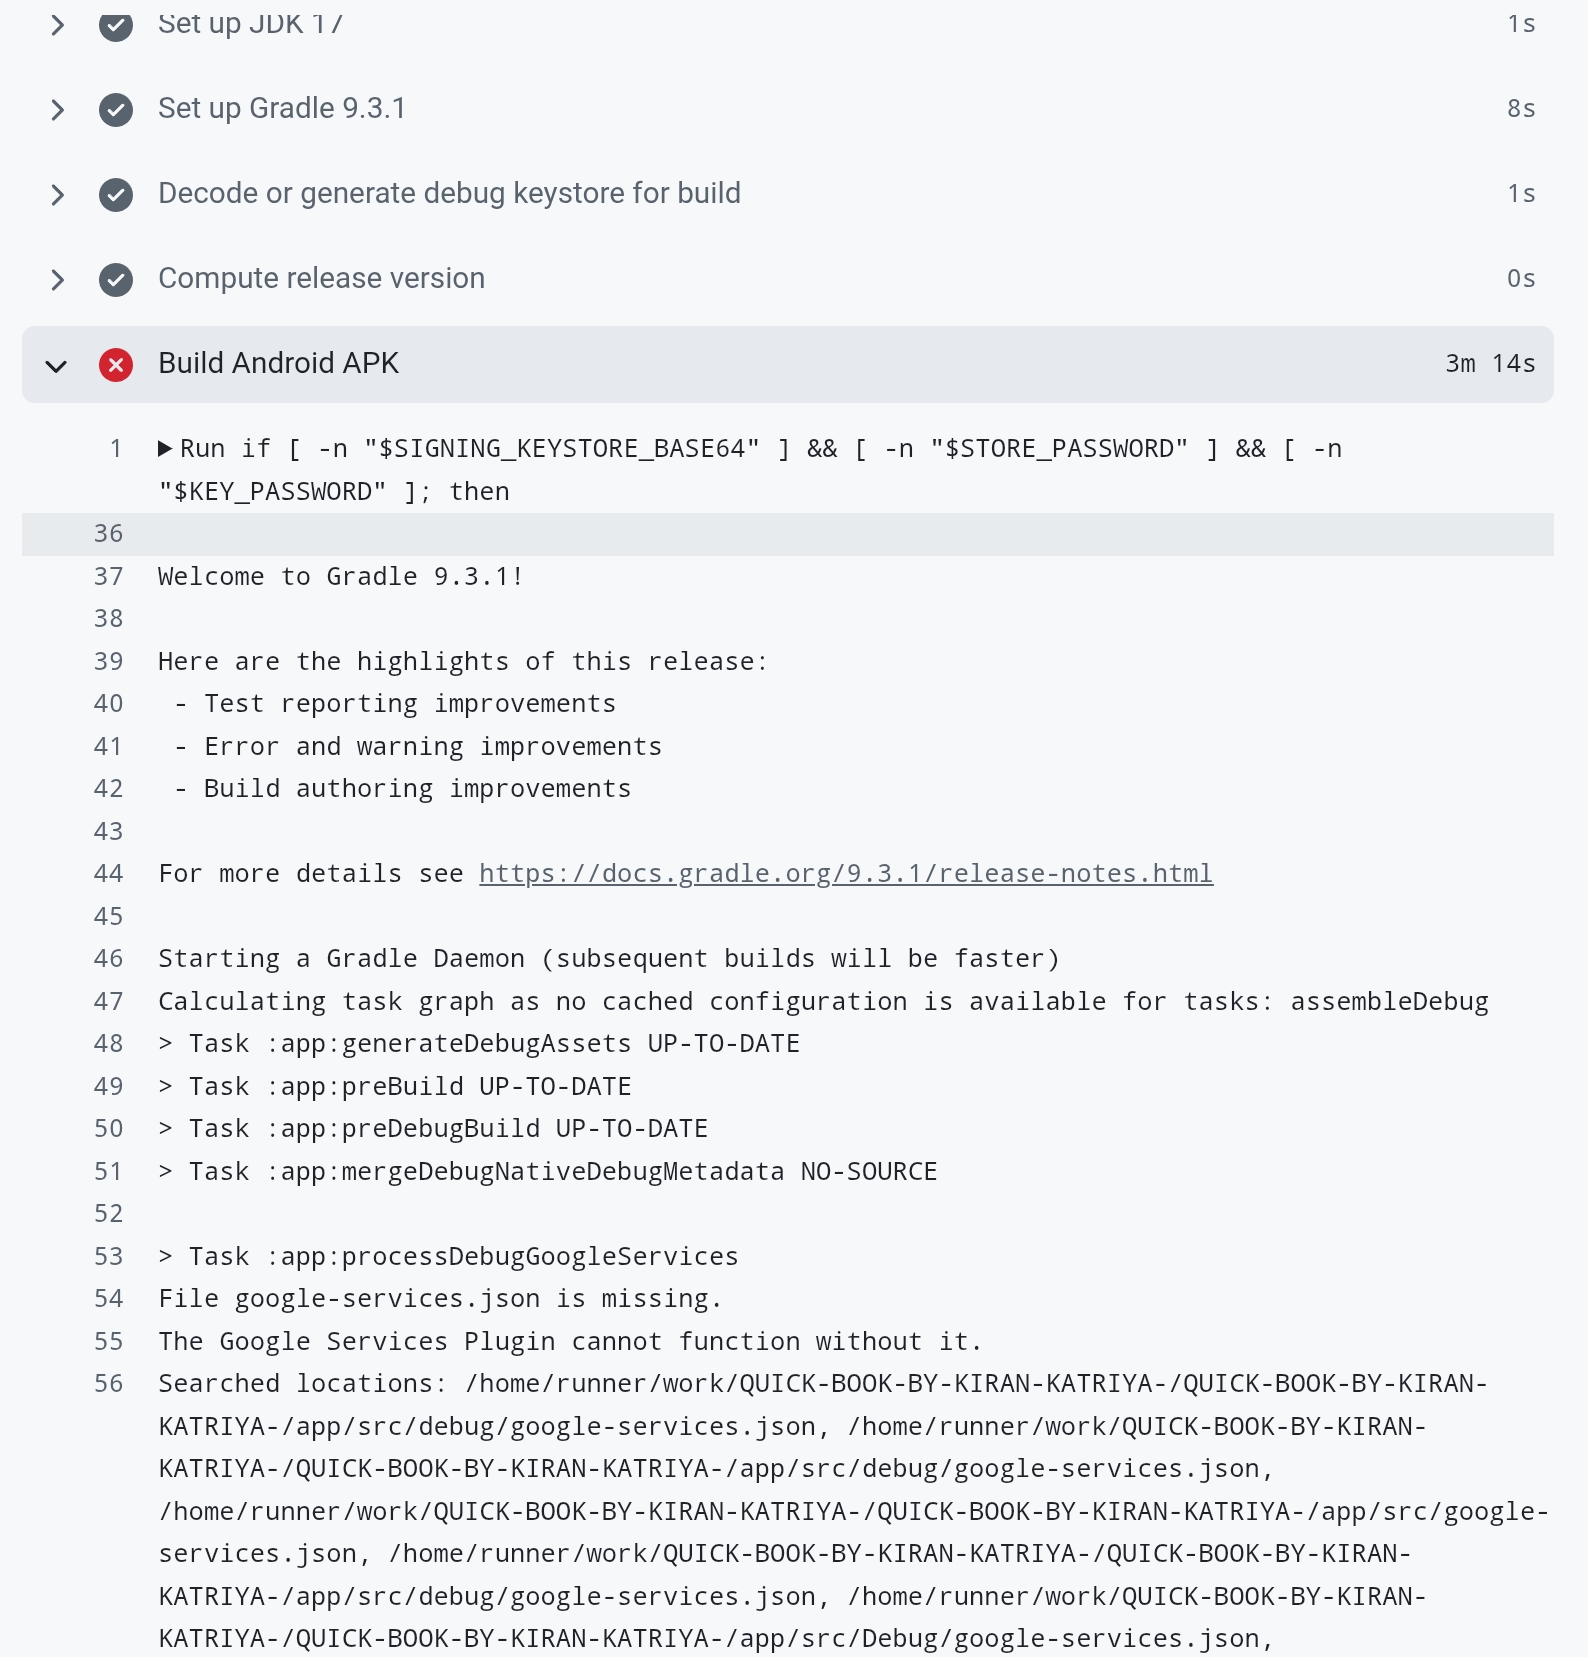 Set up JDK 17 1s
Set up Gradle 9.3.1 8s
Decode or generate debug keystore for build 1s
Compute release version 0s
Build Android APK 3m 14s
1 Run if [ -n "$SIGNING_KEYSTORE_BASE64" ] && [ -n "$STORE_PASSWORD" ] && [ -n
"$KEY_PASSWORD" ]; then
36
37 Welcome to Gradle 9.3.1!
38
39 Here are the highlights of this release:
40 - Test reporting improvements
41 - Error and warning improvements
42 - Build authoring improvements
43
44 For more details see https://docs.gradle.org/9.3.1/release-notes.html
45
46 Starting a Gradle Daemon (subsequent builds will be faster)
47 Calculating task graph as no cached configuration is available for tasks: assembleDebug
48 > Task :app:generateDebugAssets UP-TO-DATE
49 > Task :app:preBuild UP-TO-DATE
50 > Task :app:preDebugBuild UP-TO-DATE
51 > Task :app:mergeDebugNativeDebugMetadata NO-SOURCE
52
53 > Task :app:processDebugGoogleServices
54 File google-services.json is missing.
55 The Google Services Plugin cannot function without it.
56 Searched locations: /home/runner/work/QUICK-BOOK-BY-KIRAN-KATRIYA-/QUICK-BOOK-BY-KIRAN-
KATRIYA-/app/src/debug/google-services.json, /home/runner/work/QUICK-BOOK-BY-KIRAN-
KATRIYA-/QUICK-BOOK-BY-KIRAN-KATRIYA-/app/src/debug/google-services.json,
/home/runner/work/QUICK-BOOK-BY-KIRAN-KATRIYA-/QUICK-BOOK-BY-KIRAN-KATRIYA-/app/src/google-
services.json, /home/runner/work/QUICK-BOOK-BY-KIRAN-KATRIYA-/QUICK-BOOK-BY-KIRAN-
KATRIYA-/app/src/debug/google-services.json, /home/runner/work/QUICK-BOOK-BY-KIRAN-
KATRIYA-/QUICK-BOOK-BY-KIRAN-KATRIYA-/app/src/Debug/google-services.json,